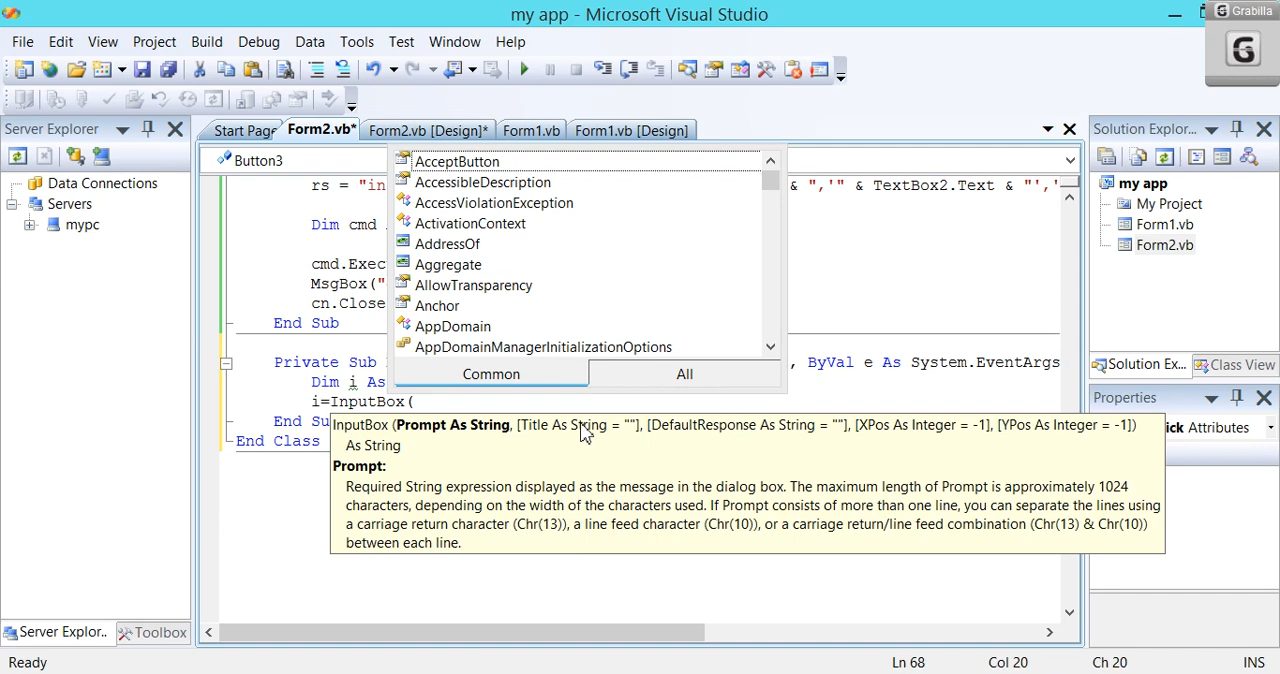 my app - Microsoft Visual Studio
Grabilla
File Edit View Project Build Debug Format Data Tools Test Window Help
Server Explorer
Start Page
Form2.vb*
Form2.vb [Design]*
Form1.vb
Form1.vb [Design]
Solution Explor...
Button3
Data Connections
Servers
mypc
rs = "in
& ",'" & TextBox2.Text & "','
Dim cmd
cmd.Exec
MsgBox("
cn.Close
End Sub
Private Sub
, ByVal e As System.EventArgs
Dim i As
i=InputBox(
End Su
End Class
AcceptButton
AccessibleDescription
AccessViolationException
ActivationContext
AddressOf
Aggregate
AllowTransparency
Anchor
AppDomain
AppDomainManagerInitializationOptions
Common
All
InputBox (Prompt As String, [Title As String = ""], [DefaultResponse As String = ""], [XPos As Integer = -1], [YPos As Integer = -1])
As String
Prompt:
Required String expression displayed as the message in the dialog box. The maximum length of Prompt is approximately 1024
characters, depending on the width of the characters used. If Prompt consists of more than one line, you can separate the lines using
a carriage return character (Chr(13)), a line feed character (Chr(10)), or a carriage return/line feed combination (Chr(13) & Chr(10))
between each line.
my app
My Project
Form1.vb
Form2.vb
Solution Ex...
Class View
Properties
ick Attributes
Server Explor..
Toolbox
Ready
Ln 68
Col 20
Ch 20
INS